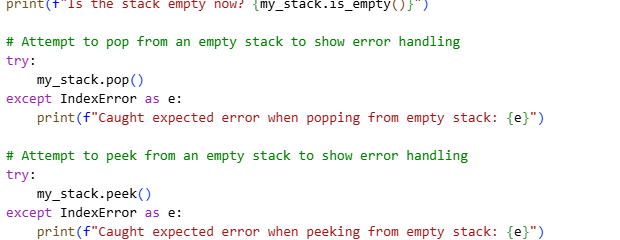 print(f"Is the stack empty now? {my_stack.is_empty()}")
# Attempt to pop from an empty stack to show error handling
try:
    my_stack.pop()
except IndexError as e:
    print(f"Caught expected error when popping from empty stack: {e}")
# Attempt to peek from an empty stack to show error handling
try:
    my_stack.peek()
except IndexError as e:
    print(f"Caught expected error when peeking from empty stack: {e}")